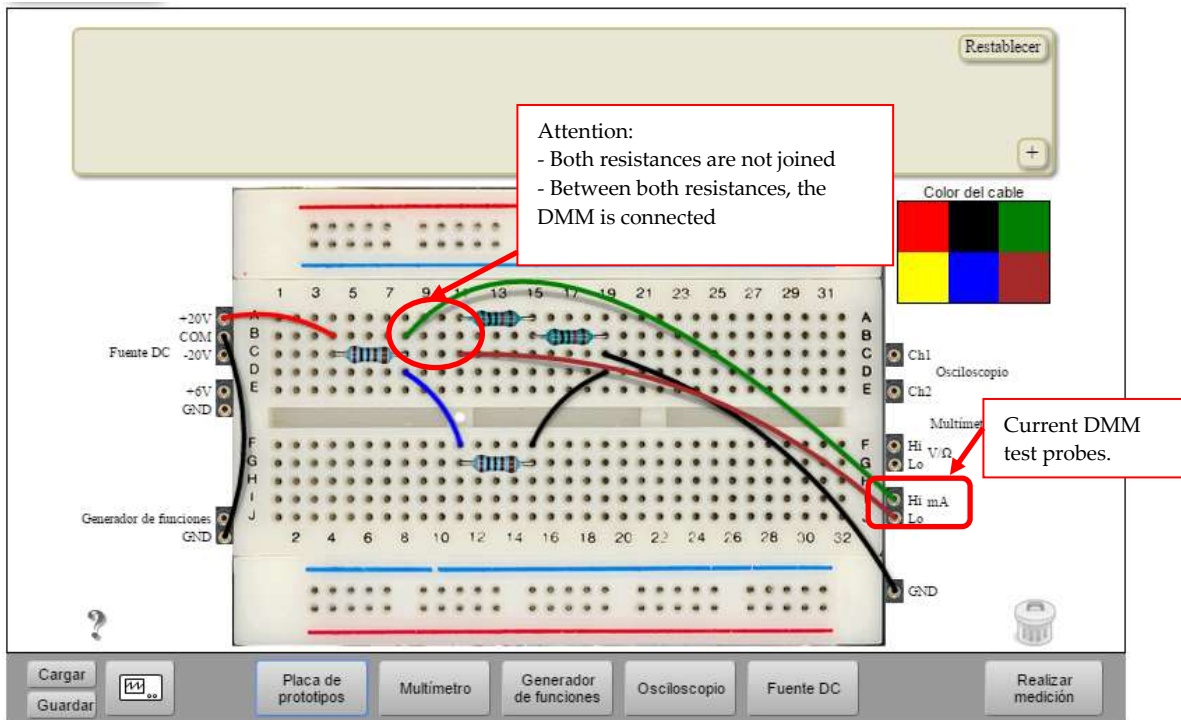 Restablecer
+
Attention:
- Both resistances are not joined
- Between both resistances, the
DMM is connected
Color del cable
1 3 5 7 9 11 13 15 17 19 21 23 25 27 29 31
A A
B B
C C
D D
E E
+20V
COM
-20V
Fuente DC
+6V
GND
Ch1
Osciloscopio
Ch2
F F
G G
H H
I
J
Hi
V/Ω
Lo
Current DMM
test probes.
Hi mA
Lo
Generador de funciones
GND
2 4 6 8 10 12 14 16 18 20 22 24 26 28 30 32
GND
?
Cargar
Guardar
Placa de
prototipos
Multímetro
Generador
de funciones
Osciloscopio
Fuente DC
Realizar
medición